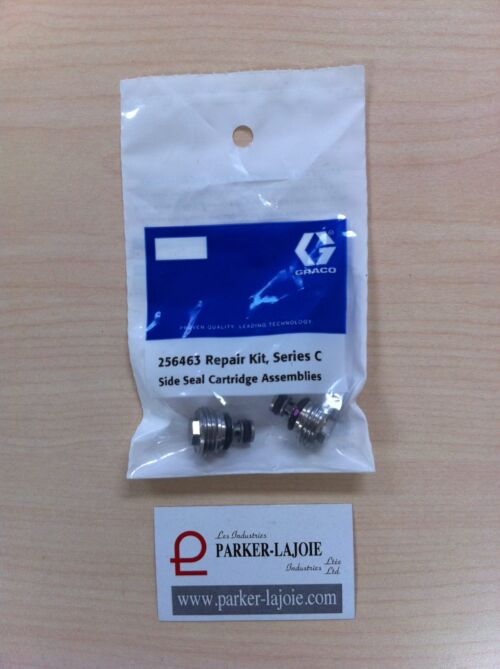 ®
GRACO
PROVEN QUALITY. LEADING TECHNOLOGY.
256463 Repair Kit, Series C
Side Seal Cartridge Assemblies
Les Industries
PARKER-LAJOIE
Industries Ltée
Ltd.
www.parker-lajoie.com